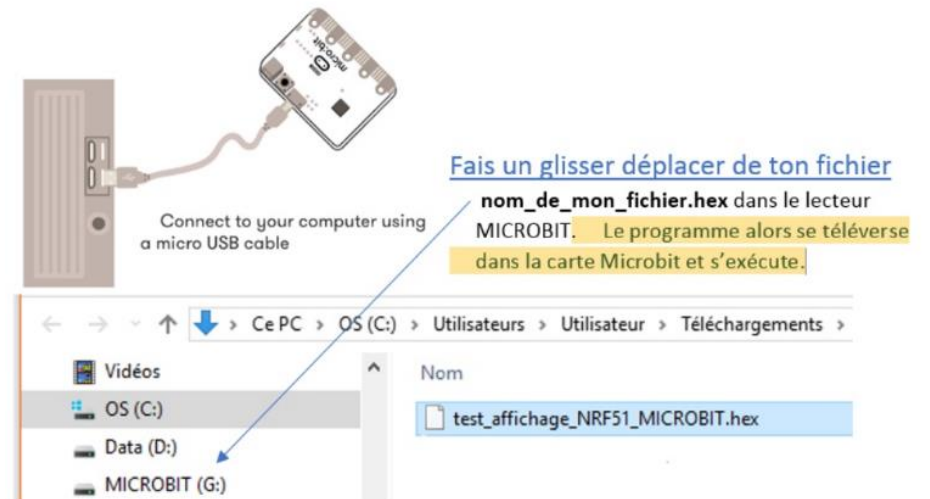 micro:bit
Fais un glisser déplacer de ton fichier
nom_de_mon_fichier.hex dans le lecteur
MICROBIT. Le programme alors se téléverse
dans la carte Microbit et s’exécute.
Connect to your computer using
a micro USB cable
Ce PC > OS (C:) > Utilisateurs > Utilisateur > Téléchargements >
Vidéos
OS (C:)
Data (D:)
MICROBIT (G:)
Nom
test_affichage_NRF51_MICROBIT.hex